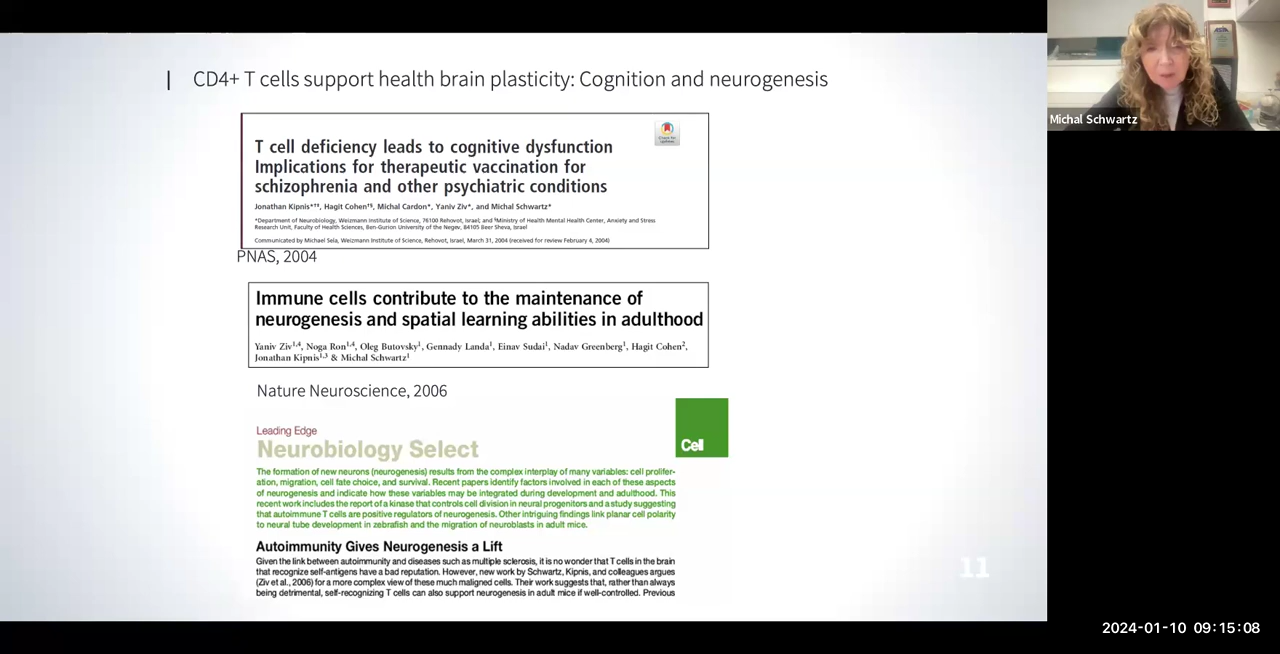 | CD4+ T cells support health brain plasticity: Cognition and neurogenesis
Michal Schwartz
Check for updates
T cell deficiency leads to cognitive dysfunction
Implications for therapeutic vaccination for
schizophrenia and other psychiatric conditions
Jonathan Kipnis*†‡, Hagit Cohen†§, Michal Cardon*, Yaniv Ziv*, and Michal Schwartz*
*Department of Neurobiology, Weizmann Institute of Science, 76100 Rehovot, Israel; and §Ministry of Health Mental Health Center, Anxiety and Stress
Research Unit, Faculty of Health Sciences, Ben-Gurion University of the Negev, 84105 Beer Sheva, Israel
Communicated by Michael Sela, Weizmann Institute of Science, Rehovot, Israel, March 31, 2004 (received for review February 4, 2004)
PNAS, 2004
Immune cells contribute to the maintenance of
neurogenesis and spatial learning abilities in adulthood
Yaniv Ziv1,4, Noga Ron1,4, Oleg Butovsky1, Gennady Landa1, Einav Sudai1, Nadav Greenberg1, Hagit Cohen2,
Jonathan Kipnis1,3 & Michal Schwartz1
Nature Neuroscience, 2006
Leading Edge
Neurobiology Select
Cell
The formation of new neurons (neurogenesis) results from the complex interplay of many variables: cell prolifer-
ation, migration, cell fate choice, and survival. Recent papers identify factors involved in each of these aspects
of neurogenesis and indicate how these variables may be integrated during development and adulthood. This
recent work includes the report of a kinase that controls cell division in neural progenitors and a study suggesting
that autoimmune T cells are positive regulators of neurogenesis. Other intriguing findings link planar cell polarity
to neural tube development in zebrafish and the migration of neuroblasts in adult mice.
Autoimmunity Gives Neurogenesis a Lift
Given the link between autoimmunity and diseases such as multiple sclerosis, it is no wonder that T cells in the brain
that recognize self-antigens have a bad reputation. However, new work by Schwartz, Kipnis, and colleagues argues
(Ziv et al., 2006) for a more complex view of these much maligned cells. Their work suggests that, rather than always
being detrimental, self-recognizing T cells can also support neurogenesis in adult mice if well-controlled. Previous
11
2024-01-10 09:15:08